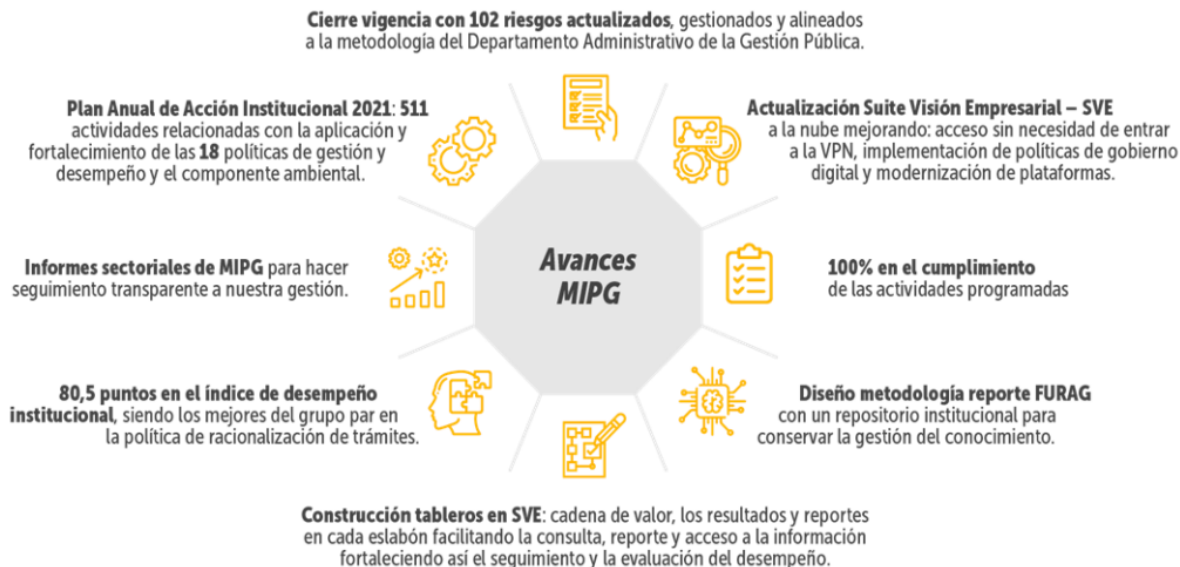 Cierre vigencia con 102 riesgos actualizados, gestionados y alineados
a la metodología del Departamento Administrativo de la Gestión Pública.
Plan Anual de Acción Institucional 2021: 511
actividades relacionadas con la aplicación y
fortalecimiento de las 18 políticas de gestión y
desempeño y el componente ambiental.
Actualización Suite Visión Empresarial – SVE
a la nube mejorando: acceso sin necesidad de entrar
a la VPN, implementación de políticas de gobierno
digital y modernización de plataformas.
Informes sectoriales de MIPG para hacer
seguimiento transparente a nuestra gestión.
Avances
MIPG
100% en el cumplimiento
de las actividades programadas
80,5 puntos en el índice de desempeño
institucional, siendo los mejores del grupo par en
la política de racionalización de trámites.
Diseño metodología reporte FURAG
con un repositorio institucional para
conservar la gestión del conocimiento.
Construcción tableros en SVE: cadena de valor, los resultados y reportes
en cada eslabón facilitando la consulta, reporte y acceso a la información
fortaleciendo así el seguimiento y la evaluación del desempeño.